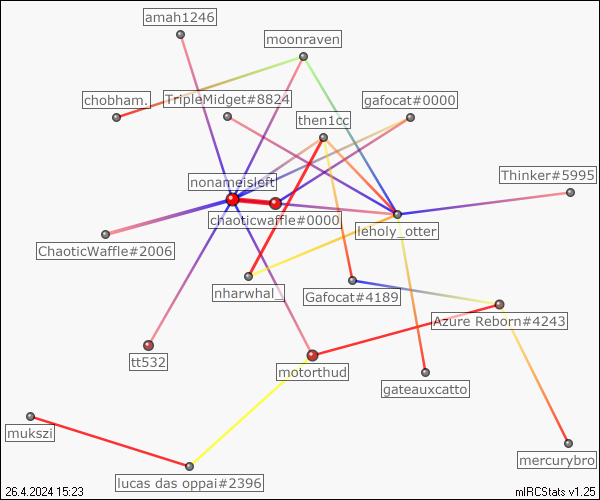 amah1246
moonraven
chobham.
TripleMidget#8824
gafocat#0000
then1cc
nonameisleft
Thinker#5995
chaoticwaffle#0000
leholy_otter
ChaoticWaffle#2006
nharwhal_
Gafocat#4189
Azure Reborn#4243
tt532
motorthud
gateauxcatto
mukszi
mercurybro
lucas das oppai#2396
26.4.2024 15:23
mIRCStats v1.25